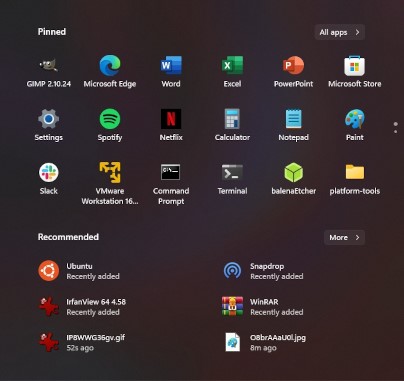 Pinned
All apps
GIMP 2.10.24 Microsoft Edge Word Excel PowerPoint Microsoft Store
Settings Spotify Netflix Calculator Notepad Paint
Slack VMware Workstation 16... Command Prompt Terminal balenaEtcher platform-tools
Recommended
More
Ubuntu
Recently added
Snapdrop
Recently added
IrfanView 64 4.58
Recently added
WinRAR
Recently added
IP8WWG36gv.gif
52s ago
O8brAAaU0l.jpg
8m ago